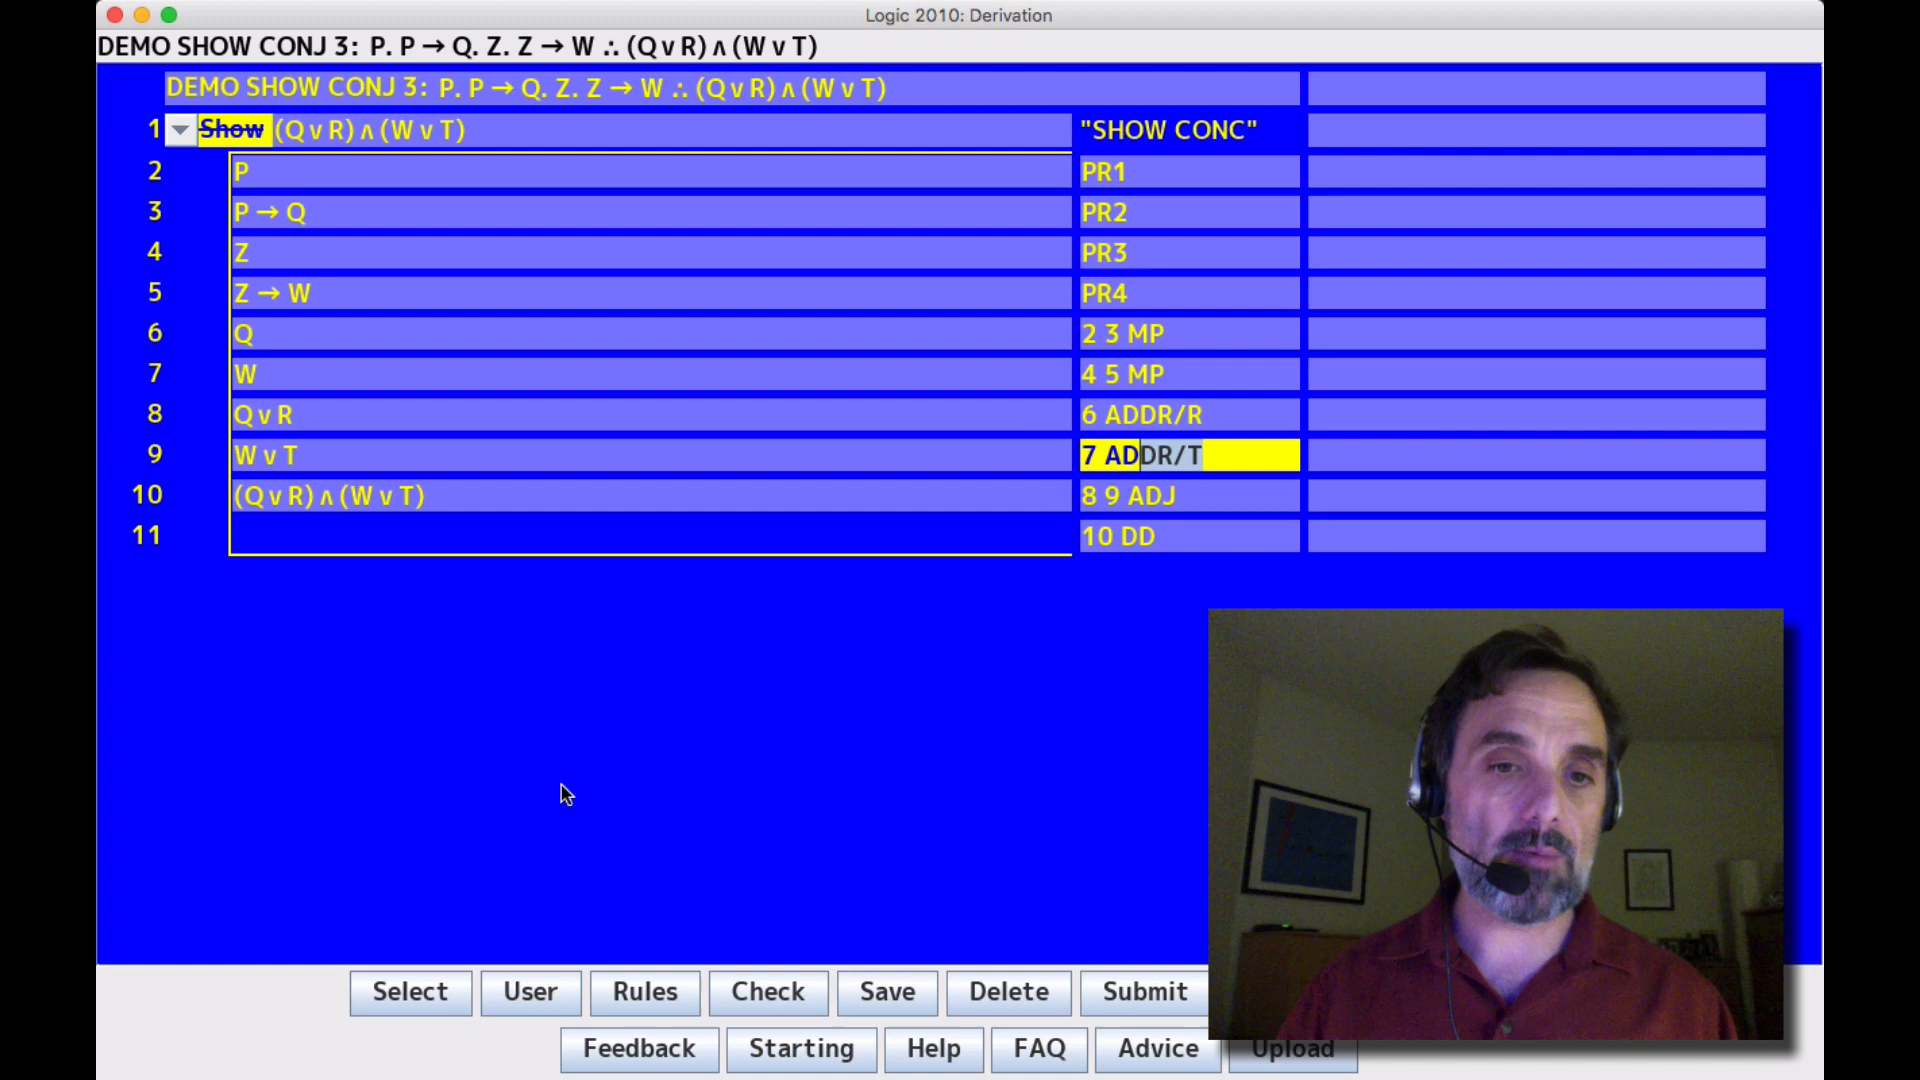 Logic 2010: Derivation
DEMO SHOW CONJ 3: P. P → Q. Z. Z → W ∴ (Q v R) ∧ (W v T)
DEMO SHOW CONJ 3: P. P → Q. Z. Z → W ∴ (Q v R) ∧ (W v T)
1 Show (Q v R) ∧ (W v T) "SHOW CONC"
2 P PR1
3 P → Q PR2
4 Z PR3
5 Z → W PR4
6 Q 2 3 MP
7 W 4 5 MP
8 Q v R 6 ADDR/R
9 W v T 7 ADDR/T
10 (Q v R) ∧ (W v T) 8 9 ADJ
11 10 DD
Select User Rules Check Save Delete Submit
Feedback Starting Help FAQ Advice Upload